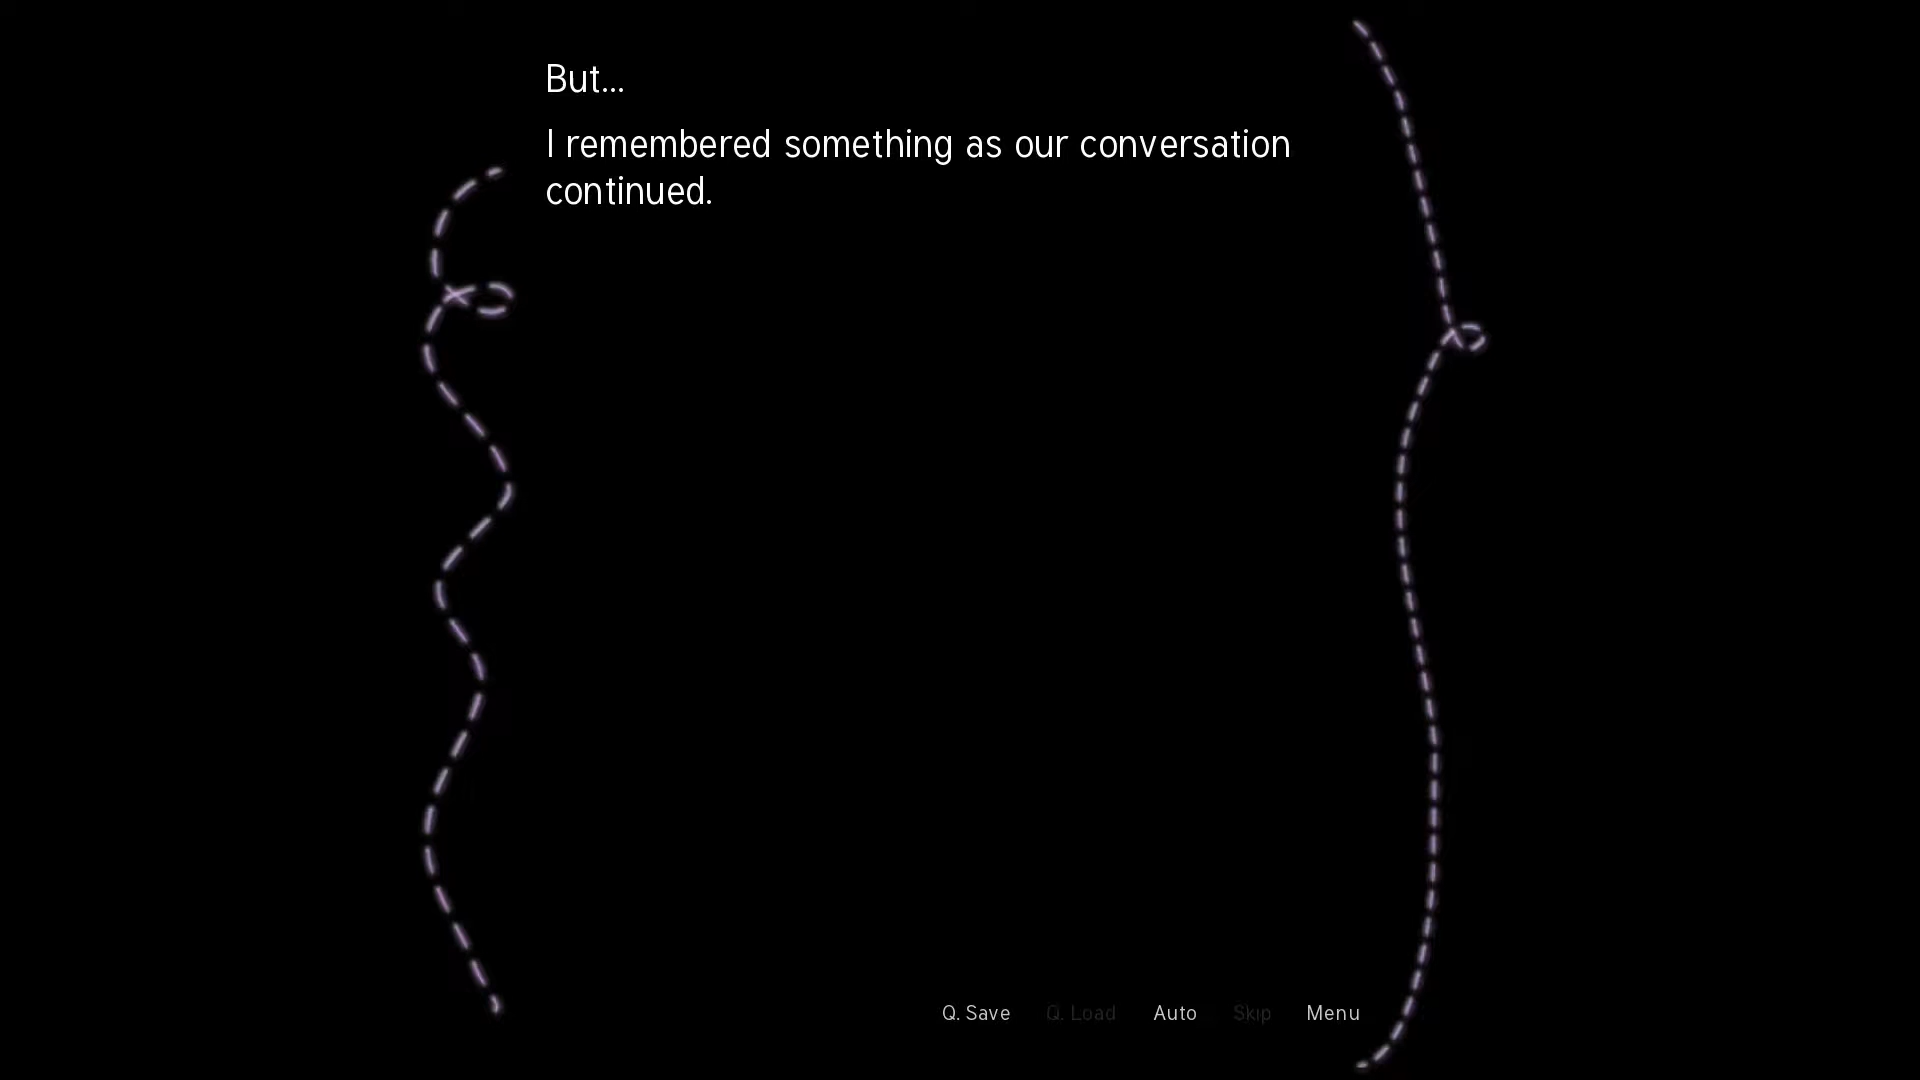 But...
I remembered something as our conversation
continued.
Q. Save Q. Load Auto Skip Menu